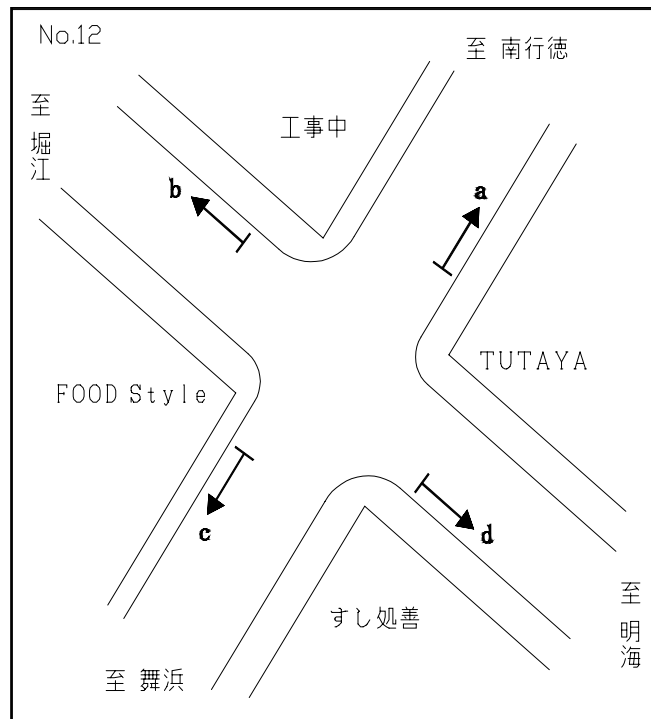 No.12
至 南行徳
至 堀江
工事中
b
a
TUTAYA
FOOD Style
c
d
すし処善
至 明海
至 舞浜